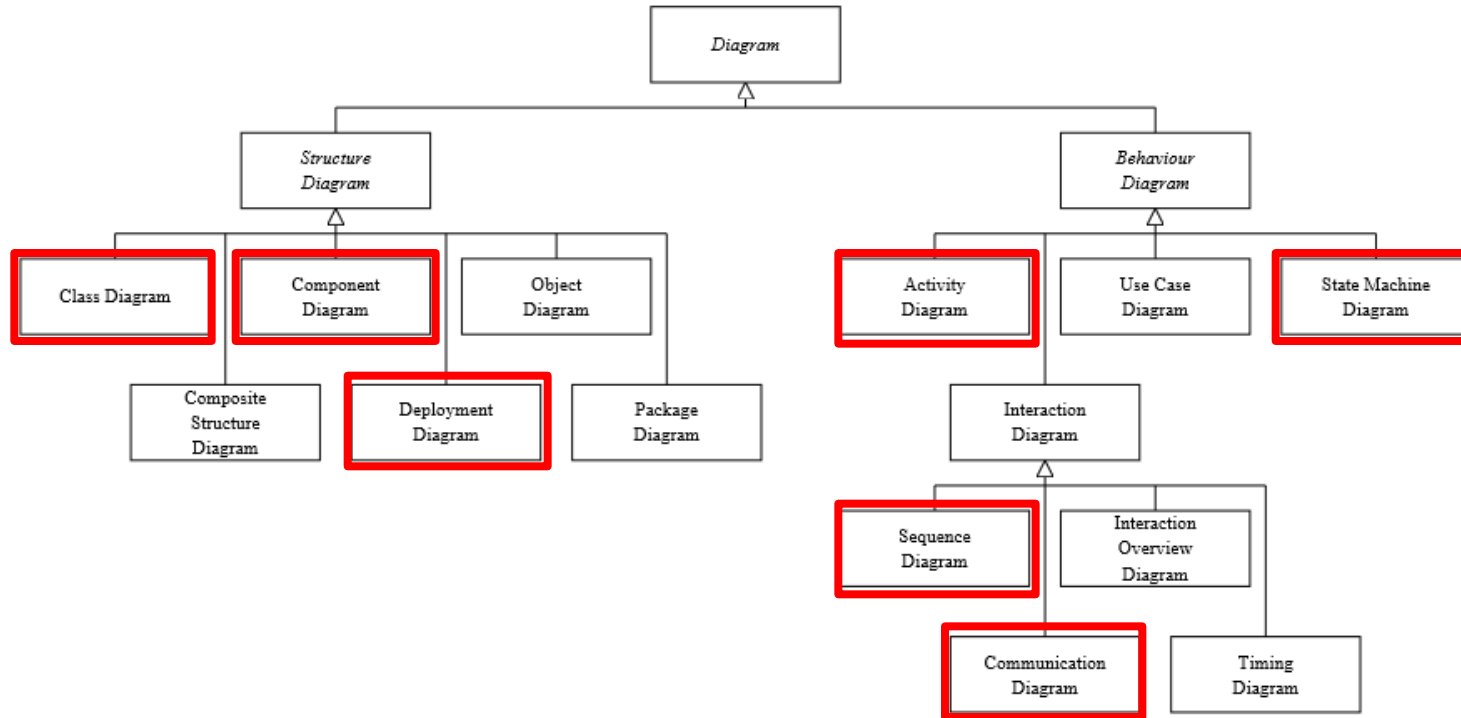 Diagram
Structure
Diagram
Behaviour
Diagram
Class Diagram
Component
Diagram
Object
Diagram
Activity
Diagram
Use Case
Diagram
State Machine
Diagram
Composite
Structure
Diagram
Deployment
Diagram
Package
Diagram
Interaction
Diagram
Sequence
Diagram
Interaction
Overview
Diagram
Communication
Diagram
Timing
Diagram